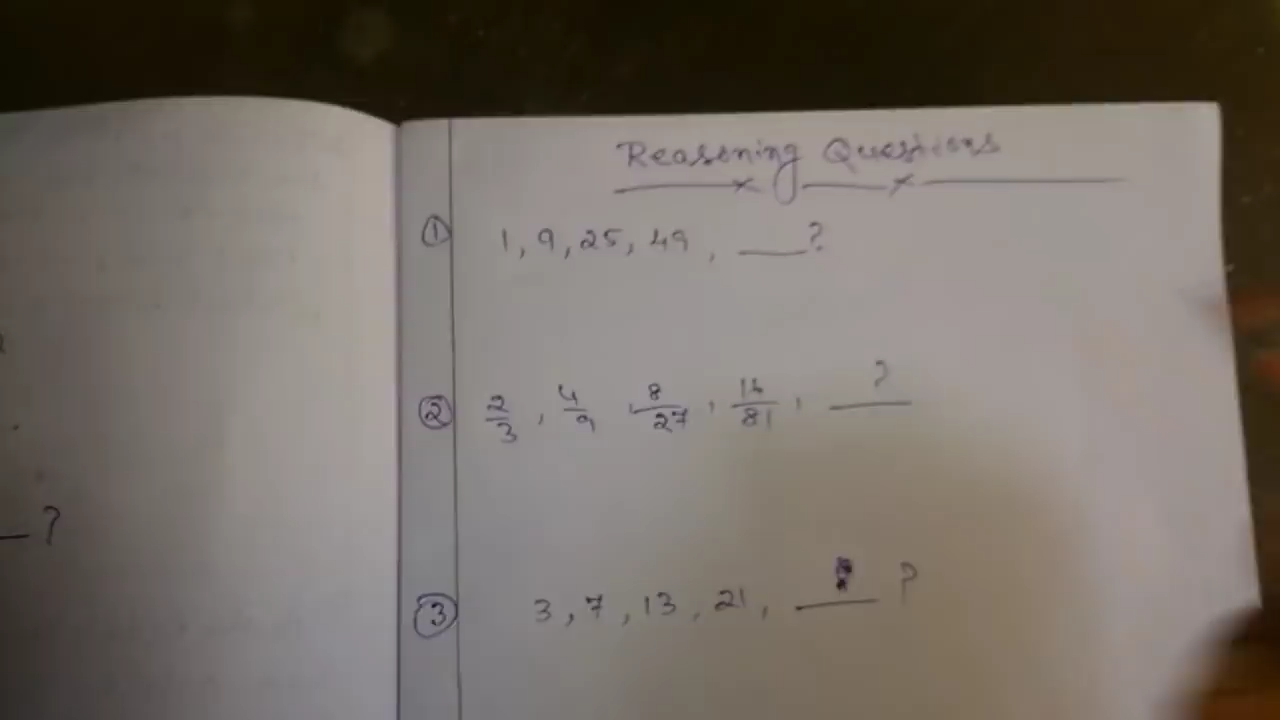 Reasoning Questions
① 1, 9, 25, 49, ___?
② 2/3, 4/9, 8/27, 16/81, ___?
③ 3, 7, 13, 21, ___ ?
___?